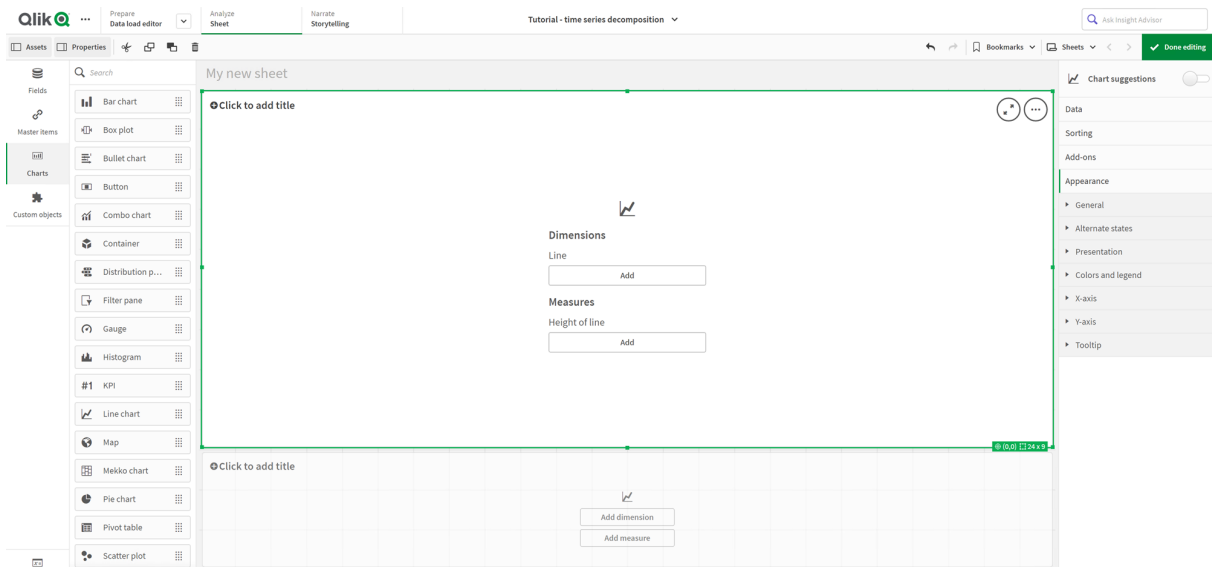 Qlik
Prepare
Data load editor
Analyze
Sheet
Narrate
Storytelling
Tutorial - time series decomposition
Ask Insight Advisor
Assets
Properties
Bookmarks
Sheets
Done editing
Fields
Master items
Charts
Custom objects
Search
Bar chart
Box plot
Bullet chart
Button
Combo chart
Container
Distribution p...
Filter pane
Gauge
Histogram
#1 KPI
Line chart
Map
Mekko chart
Pie chart
Pivot table
Scatter plot
My new sheet
Click to add title
Dimensions
Line
Add
Measures
Height of line
Add
(0,0) 24 x 9
Click to add title
Add dimension
Add measure
Chart suggestions
Data
Sorting
Add-ons
Appearance
General
Alternate states
Presentation
Colors and legend
X-axis
Y-axis
Tooltip